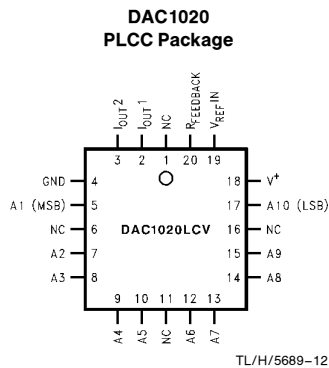 DAC1020
PLCC Package
IOUT2 IOUT1 NC RFEEDBACK VREF IN
3 2 1 20 19
GND 4 18 V+
A1 (MSB) 5 17 A10 (LSB)
NC 6 DAC1020LCV 16 NC
A2 7 15 A9
A3 8 14 A8
9 10 11 12 13
A4 A5 NC A6 A7
TL/H/5689–12